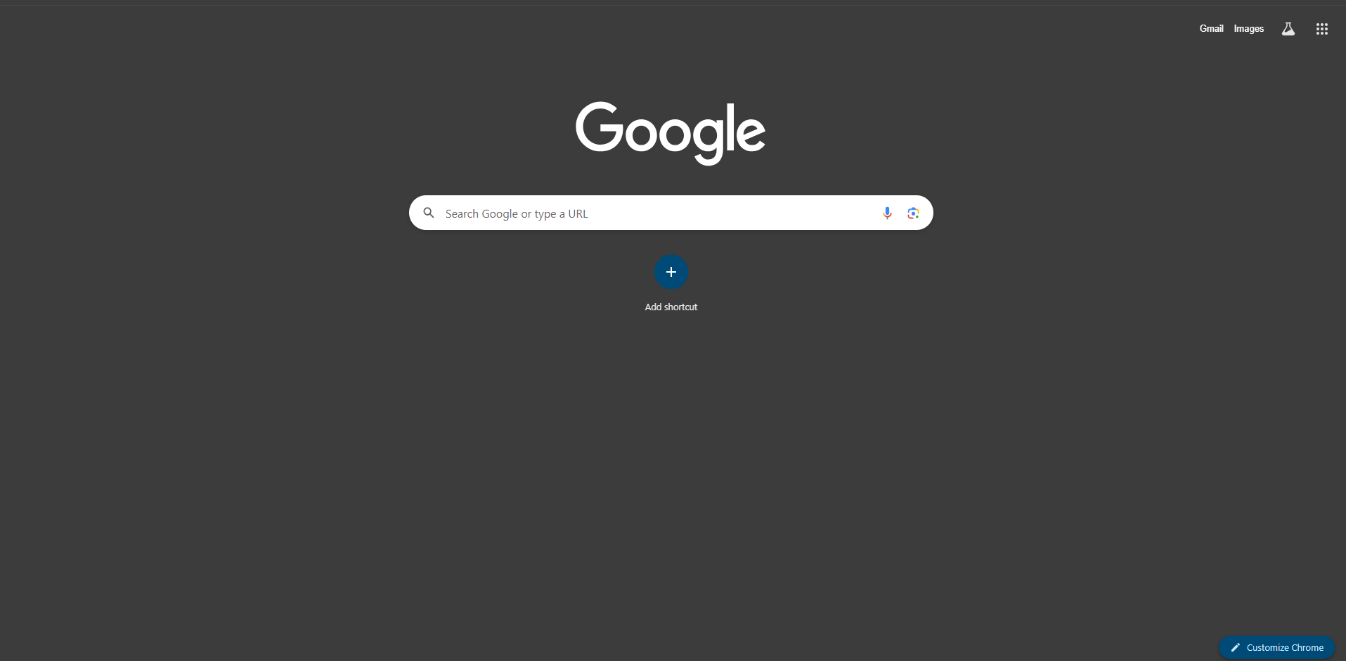 Gmail Images
Google
Search Google or type a URL
Add shortcut
Customize Chrome